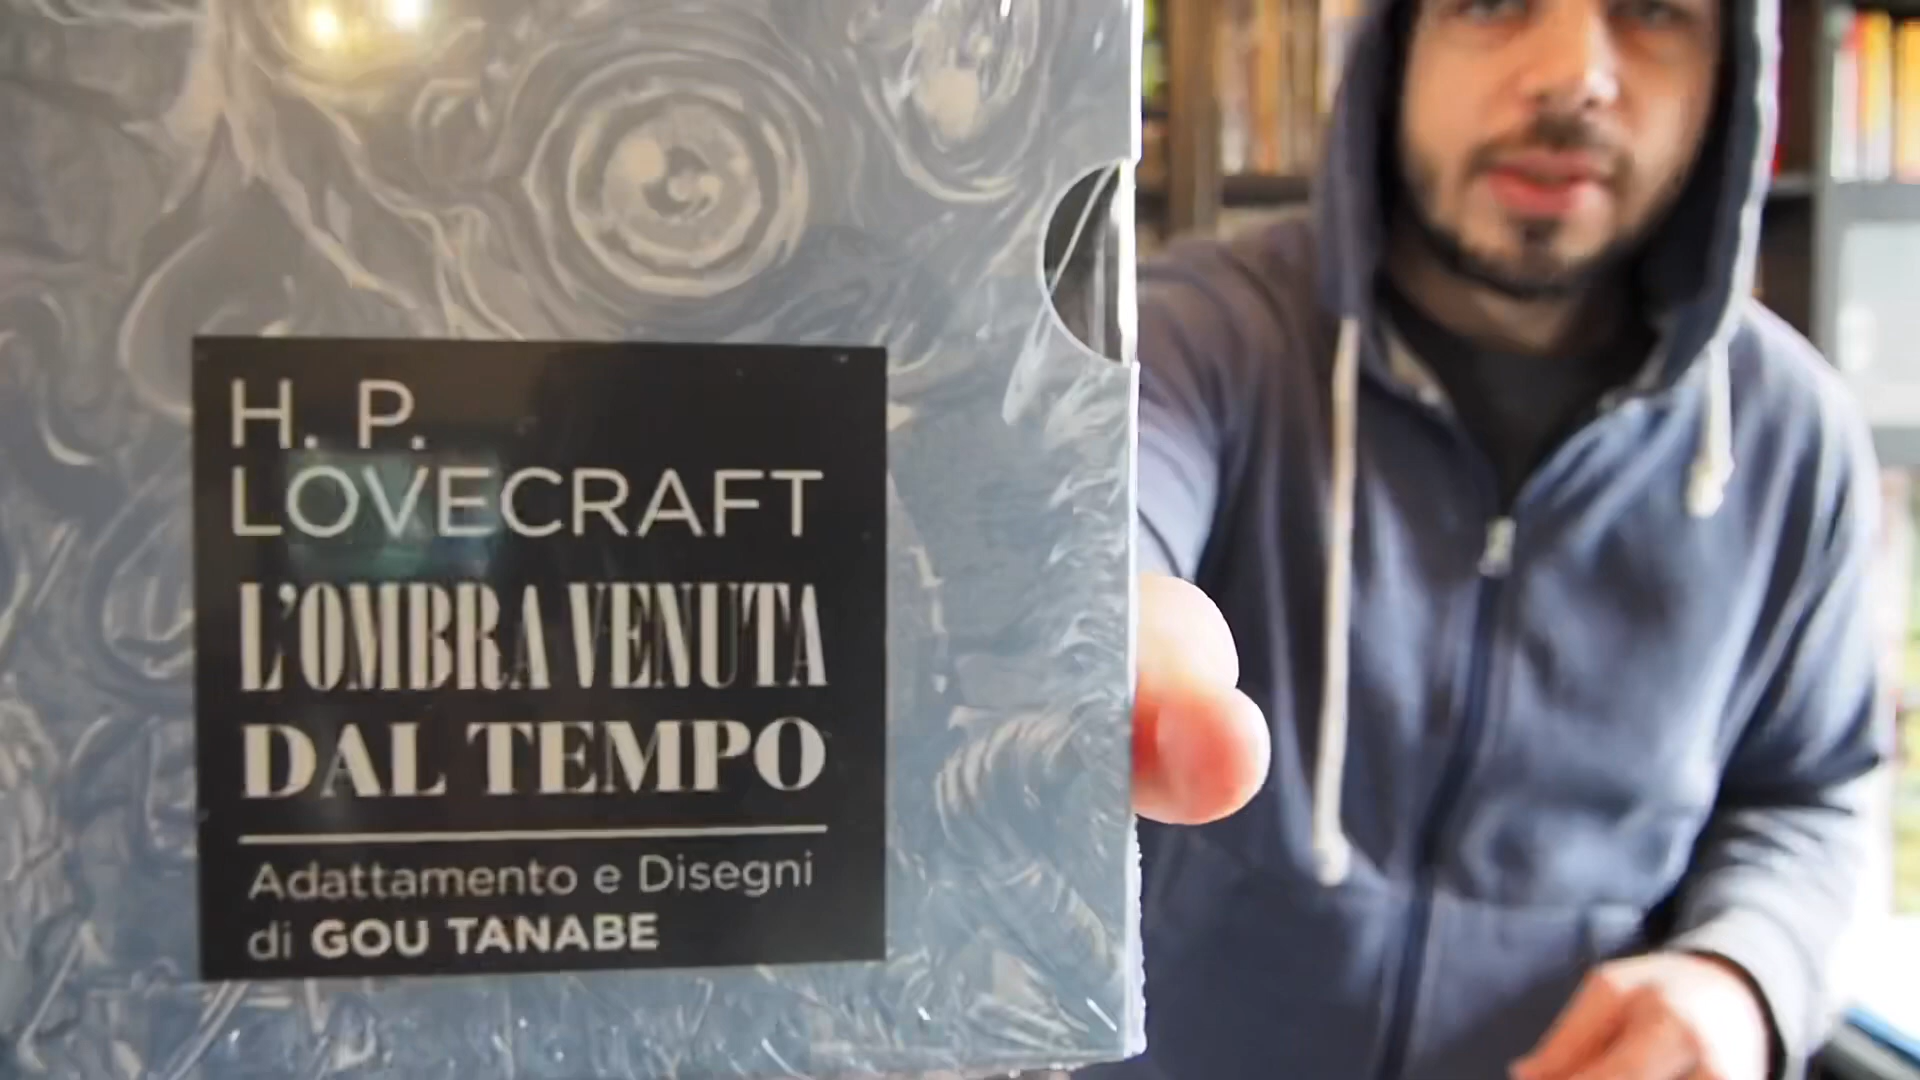 H. P.
LOVECRAFT
L'OMBRA VENUTA
DAL TEMPO
Adattamento e Disegni
di GOU TANABE